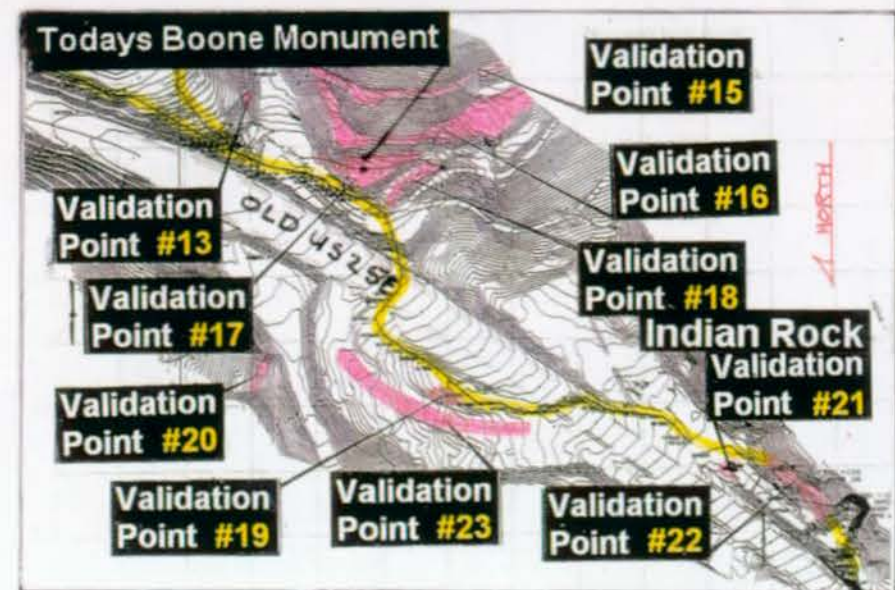 Todays Boone Monument
Validation
Point #15
Validation
Point #16
NORTH
Validation
Point #13
OLD US 25E
Validation
Point #18
Validation
Point #17
Indian Rock
Validation
Point #21
Validation
Point #20
Validation
Point #19
Validation
Point #23
Validation
Point #22